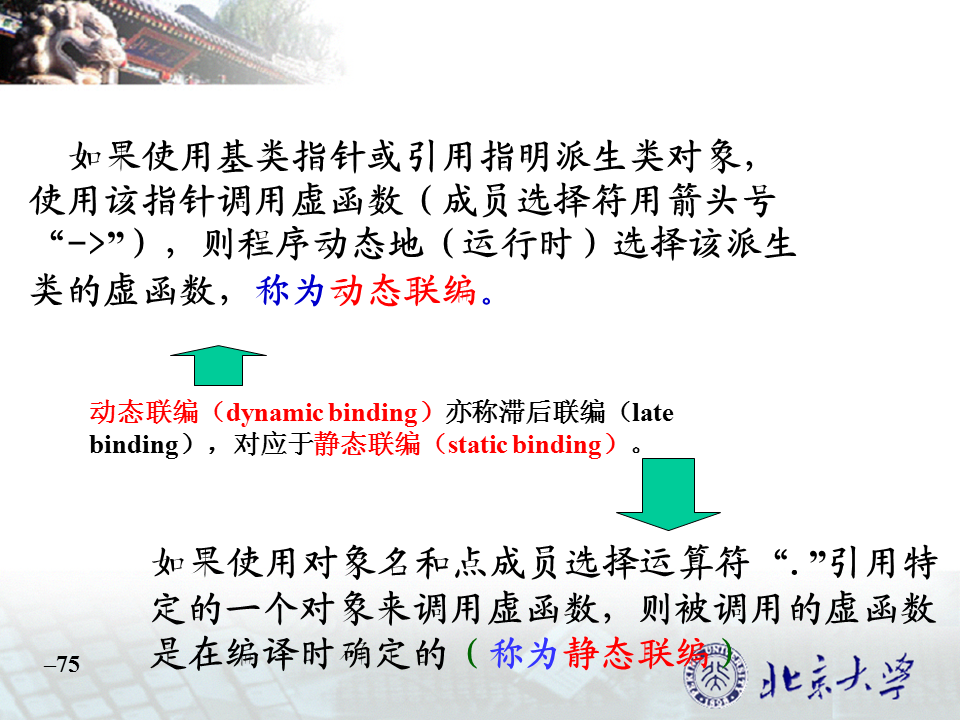 如果使用基类指针或引用指明派生类对象，
使用该指针调用虚函数（成员选择符用箭头号
“->”），则程序动态地（运行时）选择该派生
类的虚函数，称为动态联编。
动态联编（dynamic binding）亦称滞后联编（late
binding），对应于静态联编（static binding）。
如果使用对象名和点成员选择运算符“.”引用特
定的一个对象来调用虚函数，则被调用的虚函数
是在编译时确定的（称为静态联编）
–75
北京大学